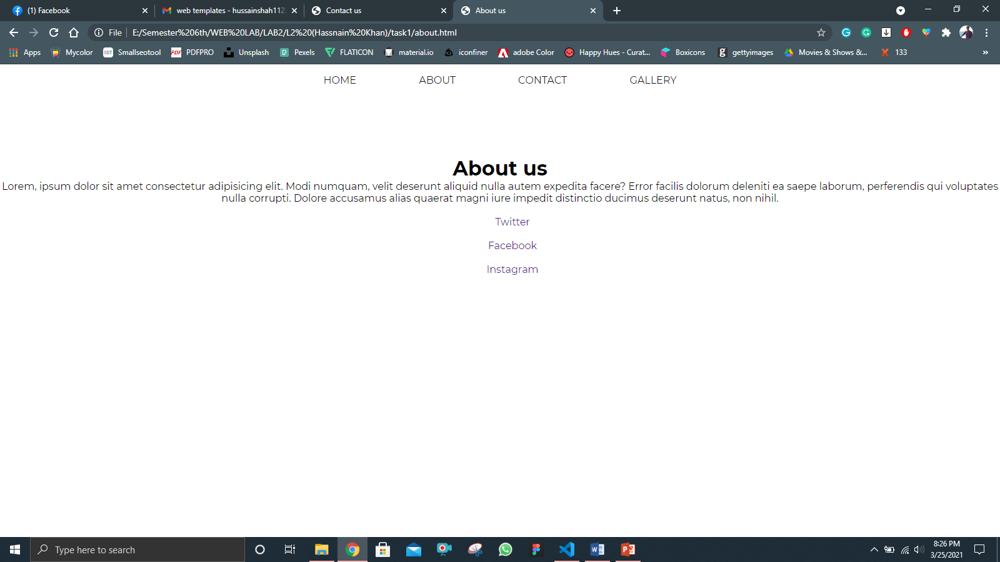 (1) Facebook
web templates - hussainshah112
Contact us
About us
File
E:/Semester%206th/WEB%20LAB/LAB2/L2%20(Hassnain%20Khan)/task1/about.html
Apps
Mycolor
SST
Smallseotool
PDF
PDFPRO
Unsplash
Pexels
FLATICON
material.io
iconfiner
adobe Color
Happy Hues - Curat...
Boxicons
gettyimages
Movies & Shows &...
X
133
»
HOME
ABOUT
CONTACT
GALLERY
About us
Lorem, ipsum dolor sit amet consectetur adipisicing elit. Modi numquam, velit deserunt aliquid nulla autem expedita facere? Error facilis dolorum deleniti ea saepe laborum, perferendis qui voluptates
nulla corrupti. Dolore accusamus alias quaerat magni iure impedit distinctio ducimus deserunt natus, non nihil.
Twitter
Facebook
Instagram
Type here to search
8:26 PM
3/25/2021